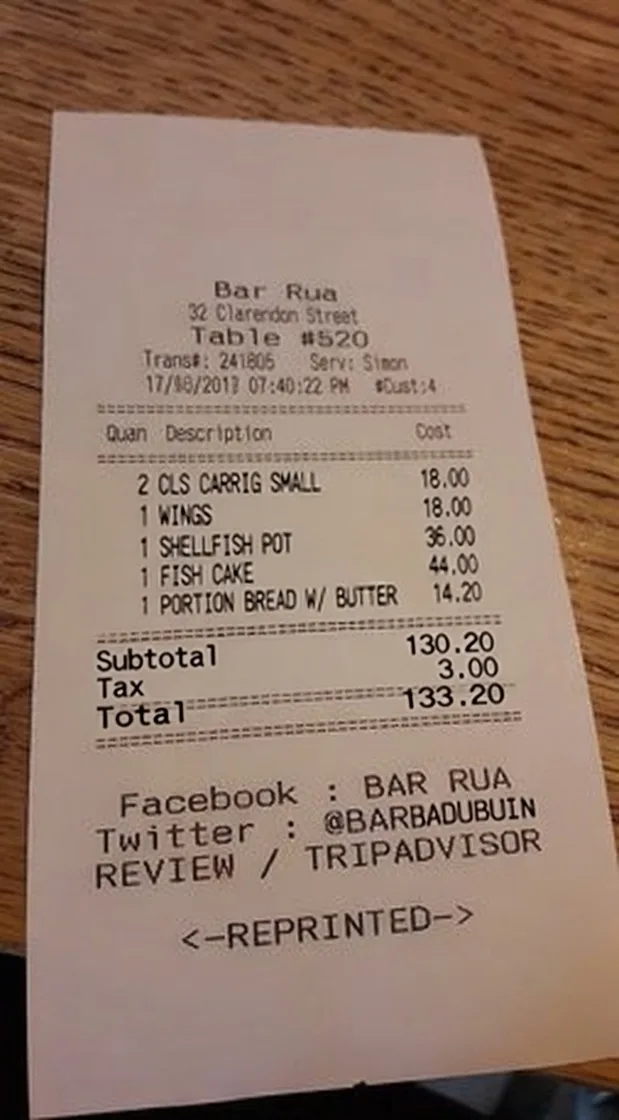 Bar Rua
32 Clarendon Street
Table #520
Trans#: 241805 Serv: Simon
07:40:22 PM #Cust:4
Quan Description Cost
2 CLS CARRIG SMALL 18.00
1 WINGS 18.00
1 SHELLFISH POT 36.00
1 FISH CAKE 44.00
1 PORTION BREAD W/ BUTTER 14.20
Subtotal 130.20
Tax 3.00
Total 133.20
Facebook : BAR RUA
Twitter : @BARBADUBUIN
REVIEW / TRIPADVISOR
<-REPRINTED->